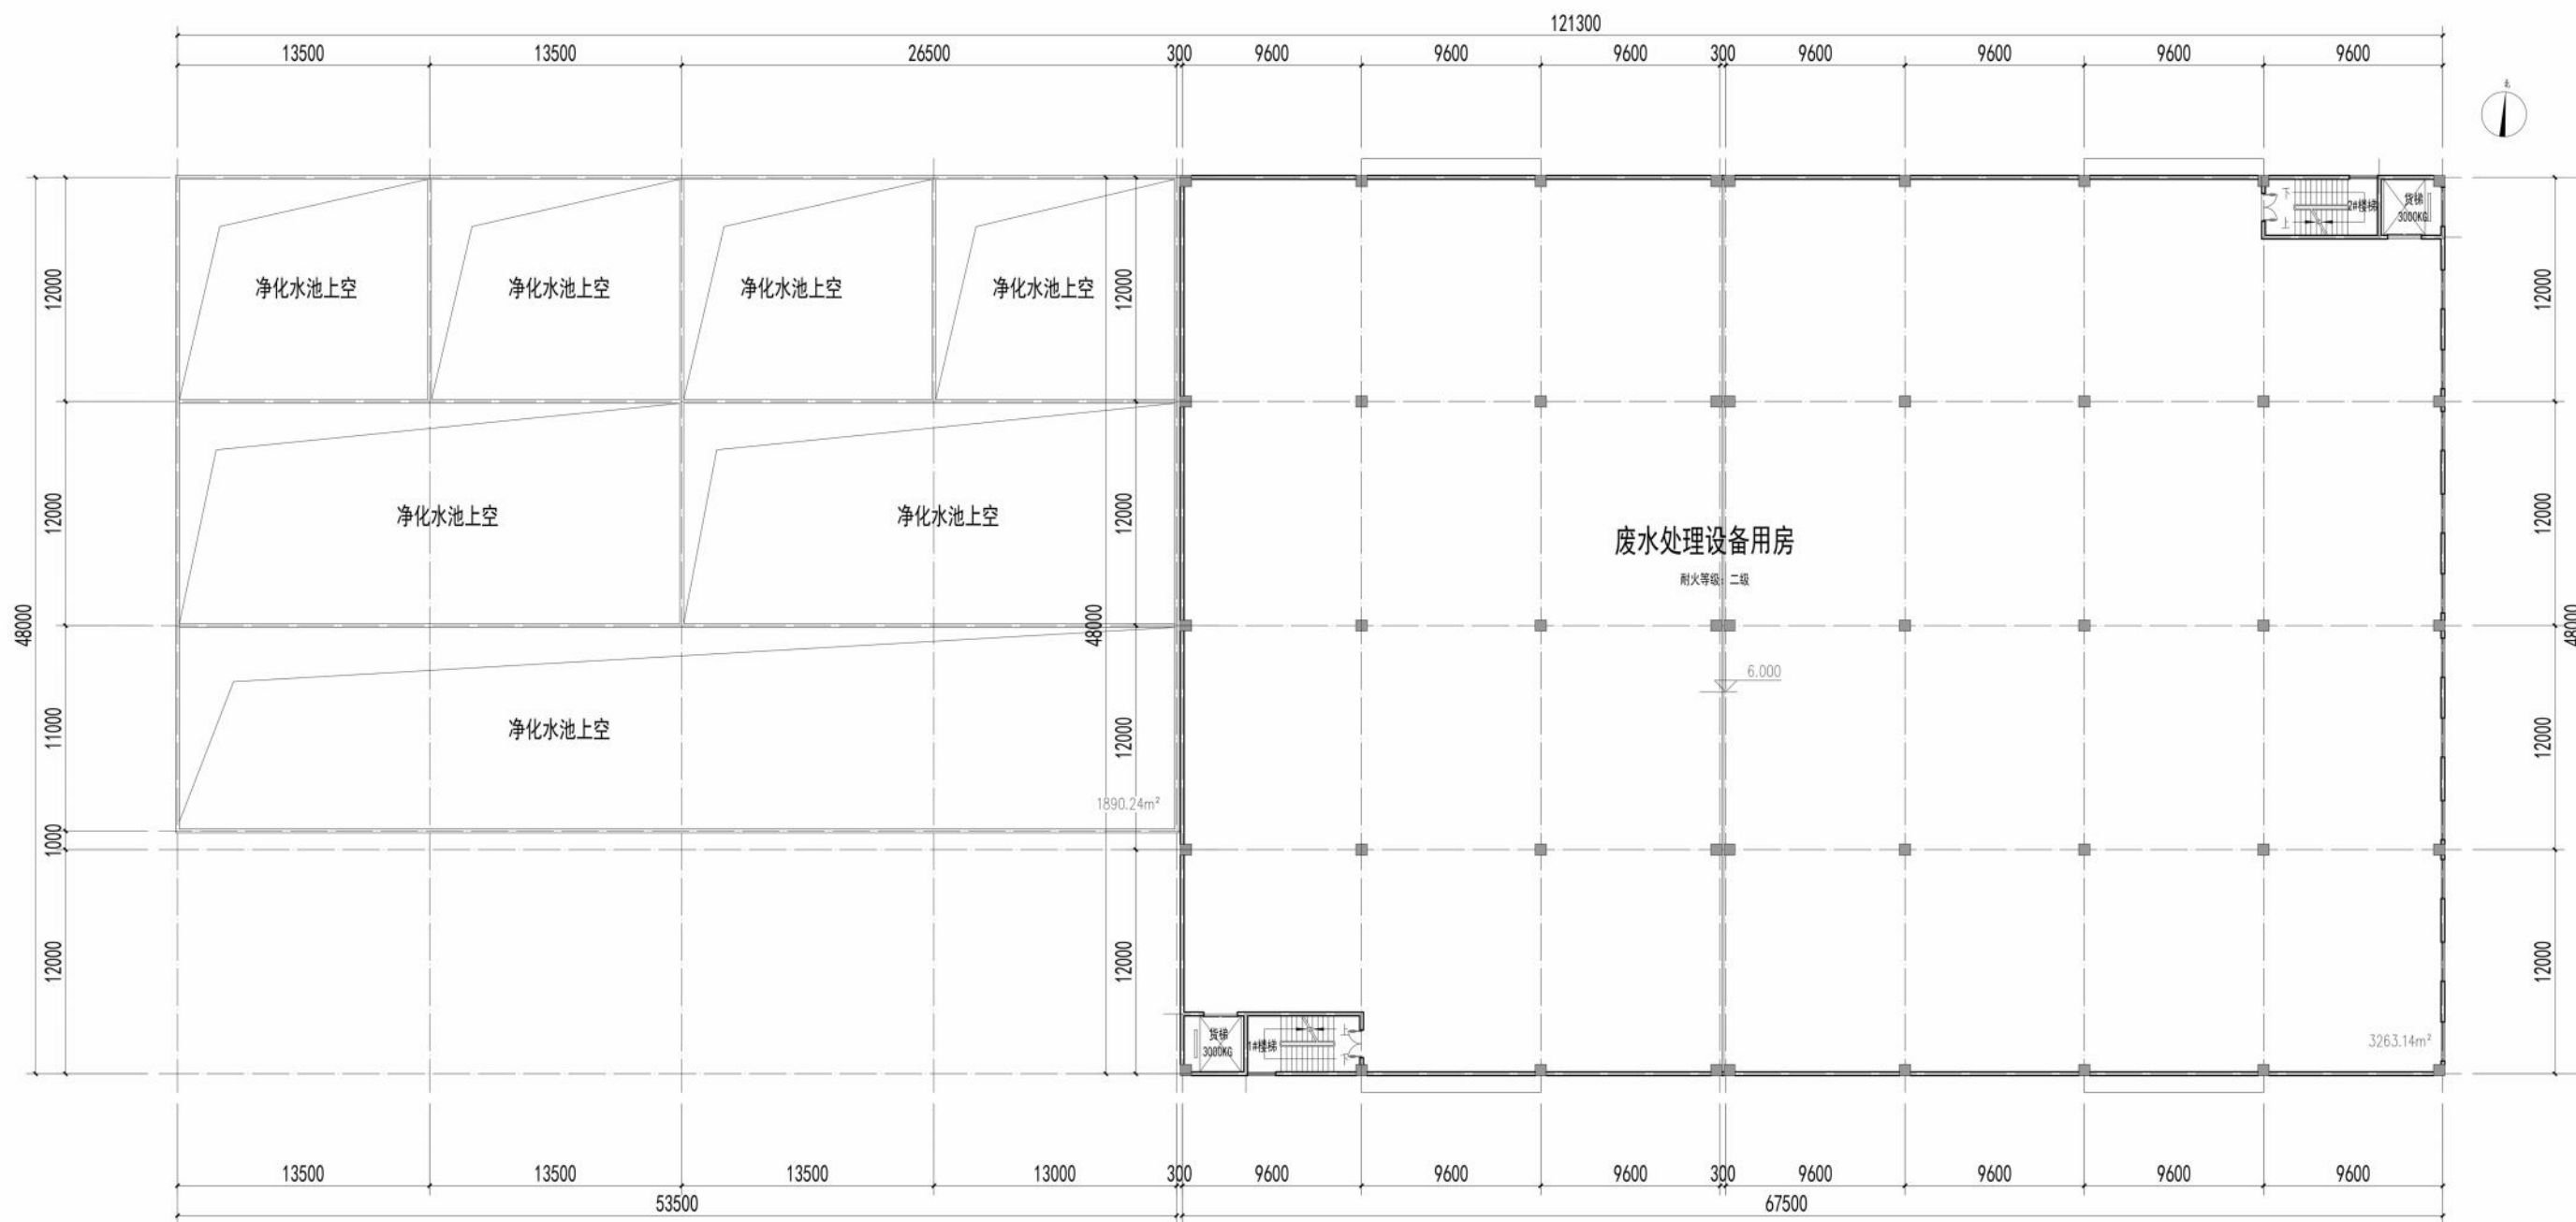 121300
13500 13500 26500 300 9600 9600 9600 300 9600 9600 9600 9600
北
下
上
2#楼梯
货梯
3000KG
12000 净化水池上空 净化水池上空 净化水池上空 净化水池上空 12000 12000
12000 净化水池上空 净化水池上空 12000 12000
废水处理设备用房
耐火等级：二级
48000 48000 48000
6.000
11000 净化水池上空 12000 12000
1890.24m²
1000
12000 12000 12000
货梯
3000KG
1#楼梯
上
下
3263.14m²
13500 13500 13500 13000 300 9600 9600 9600 300 9600 9600 9600 9600
53500 67500